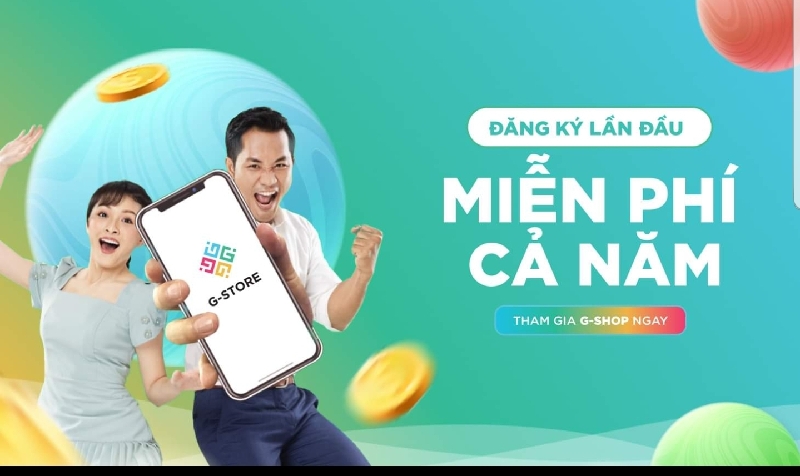 ĐĂNG KÝ LẦN ĐẦU
MIỄN PHÍ
CẢ NĂM
THAM GIA G-SHOP NGAY
G-STORE